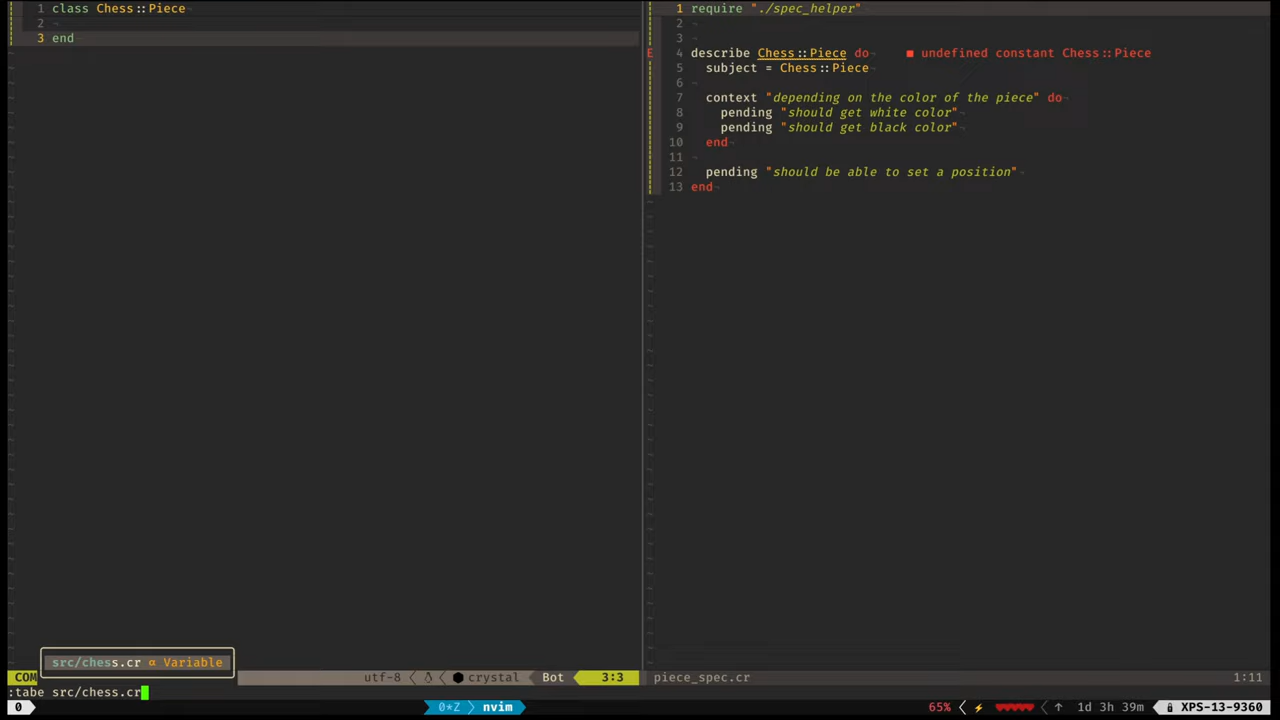 1 class Chess::Piece
2
3 end
1 require "./spec_helper"
2
3
E 4 describe Chess::Piece do ■ undefined constant Chess::Piece
5 subject = Chess::Piece
6
7 context "depending on the color of the piece" do
8 pending "should get white color"
9 pending "should get black color"
10 end
11
12 pending "should be able to set a position"
13 end
src/chess.cr α Variable
COM utf-8 crystal Bot 3:3
piece_spec.cr 1:11
:tabe src/chess.cr
0 0*Z nvim 65% ⚡ ♥♥♥♥♥ ↑ 1d 3h 39m XPS-13-9360